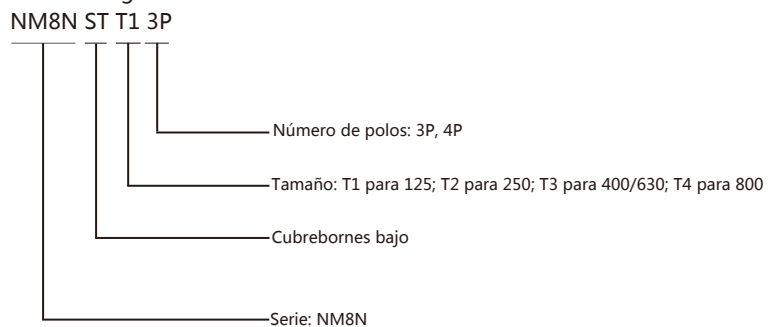 NM8N ST T1 3P
Número de polos: 3P, 4P
Tamaño: T1 para 125; T2 para 250; T3 para 400/630; T4 para 800
Cubrebornes bajo
Serie: NM8N